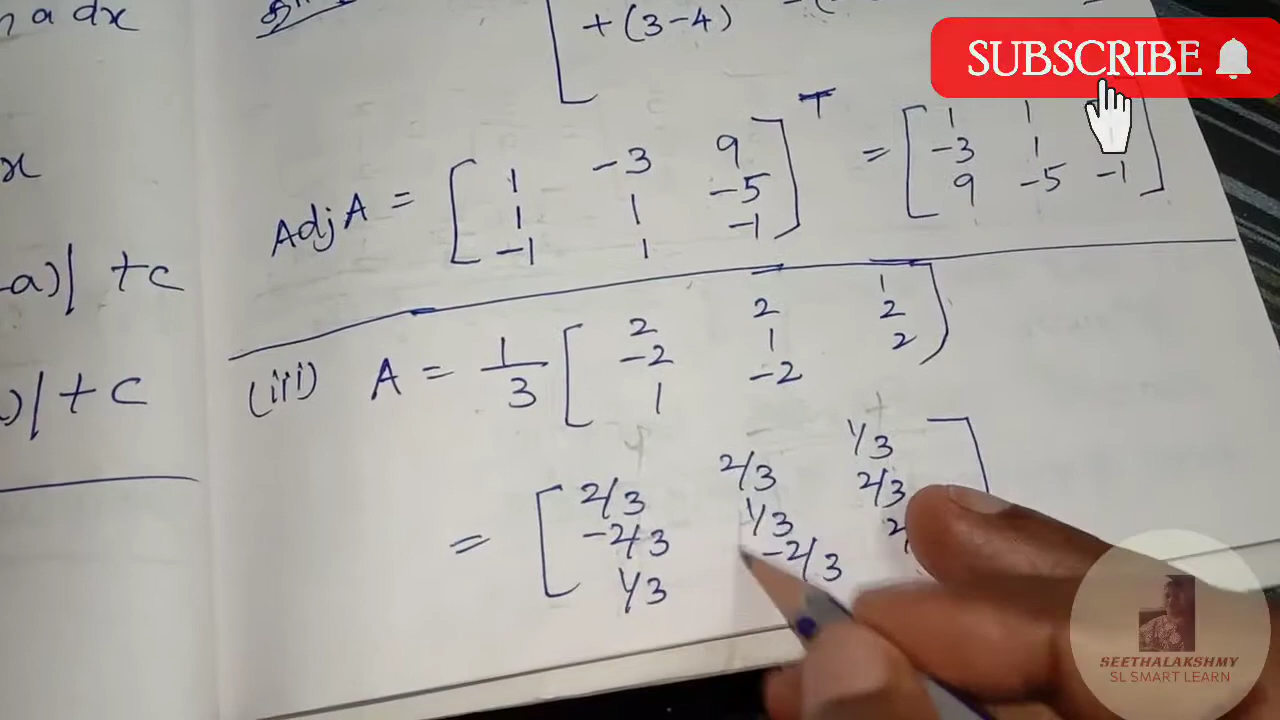 a dx
+ (3-4)
SUBSCRIBE
x
Adj A = [ 1 -3 9
1 1 -5
-1 1 -1 ]ᵀ = [ 1 1
-3 1
9 -5 -1 ]
-a)| + c
)| + c
(iii) A = 1/3 [ 2 2 1
-2 1 2
1 -2 2 ]
+ - +
= [ 2/3 2/3 1/3
-2/3 1/3 2/3
1/3 -2/3 2 ]
SEETHALAKSHMY
SL SMART LEARN